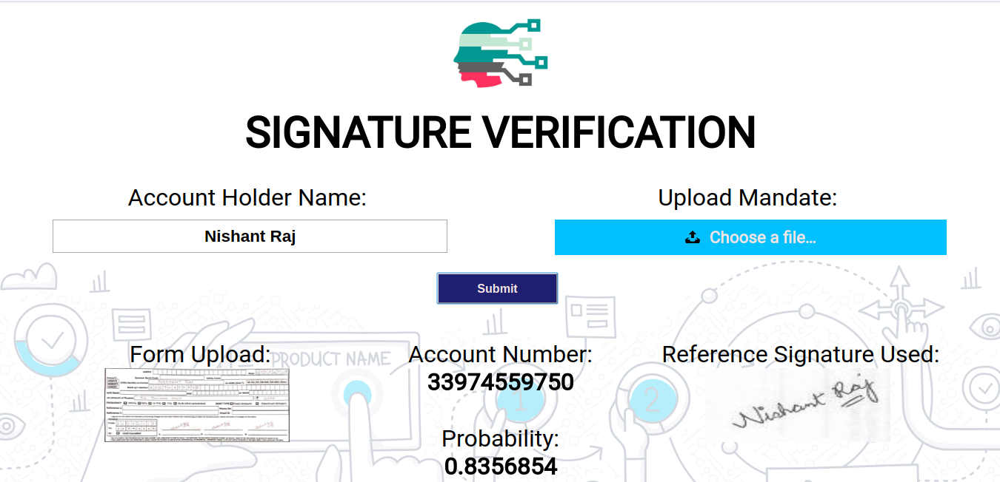 SIGNATURE VERIFICATION
Account Holder Name:
Nishant Raj
Upload Mandate:
Choose a file...
Submit
Form Upload:
PRODUCT NAME
Account Number:
33974559750
Reference Signature Used:
Nishant Raj
1
2
Probability:
0.8356854